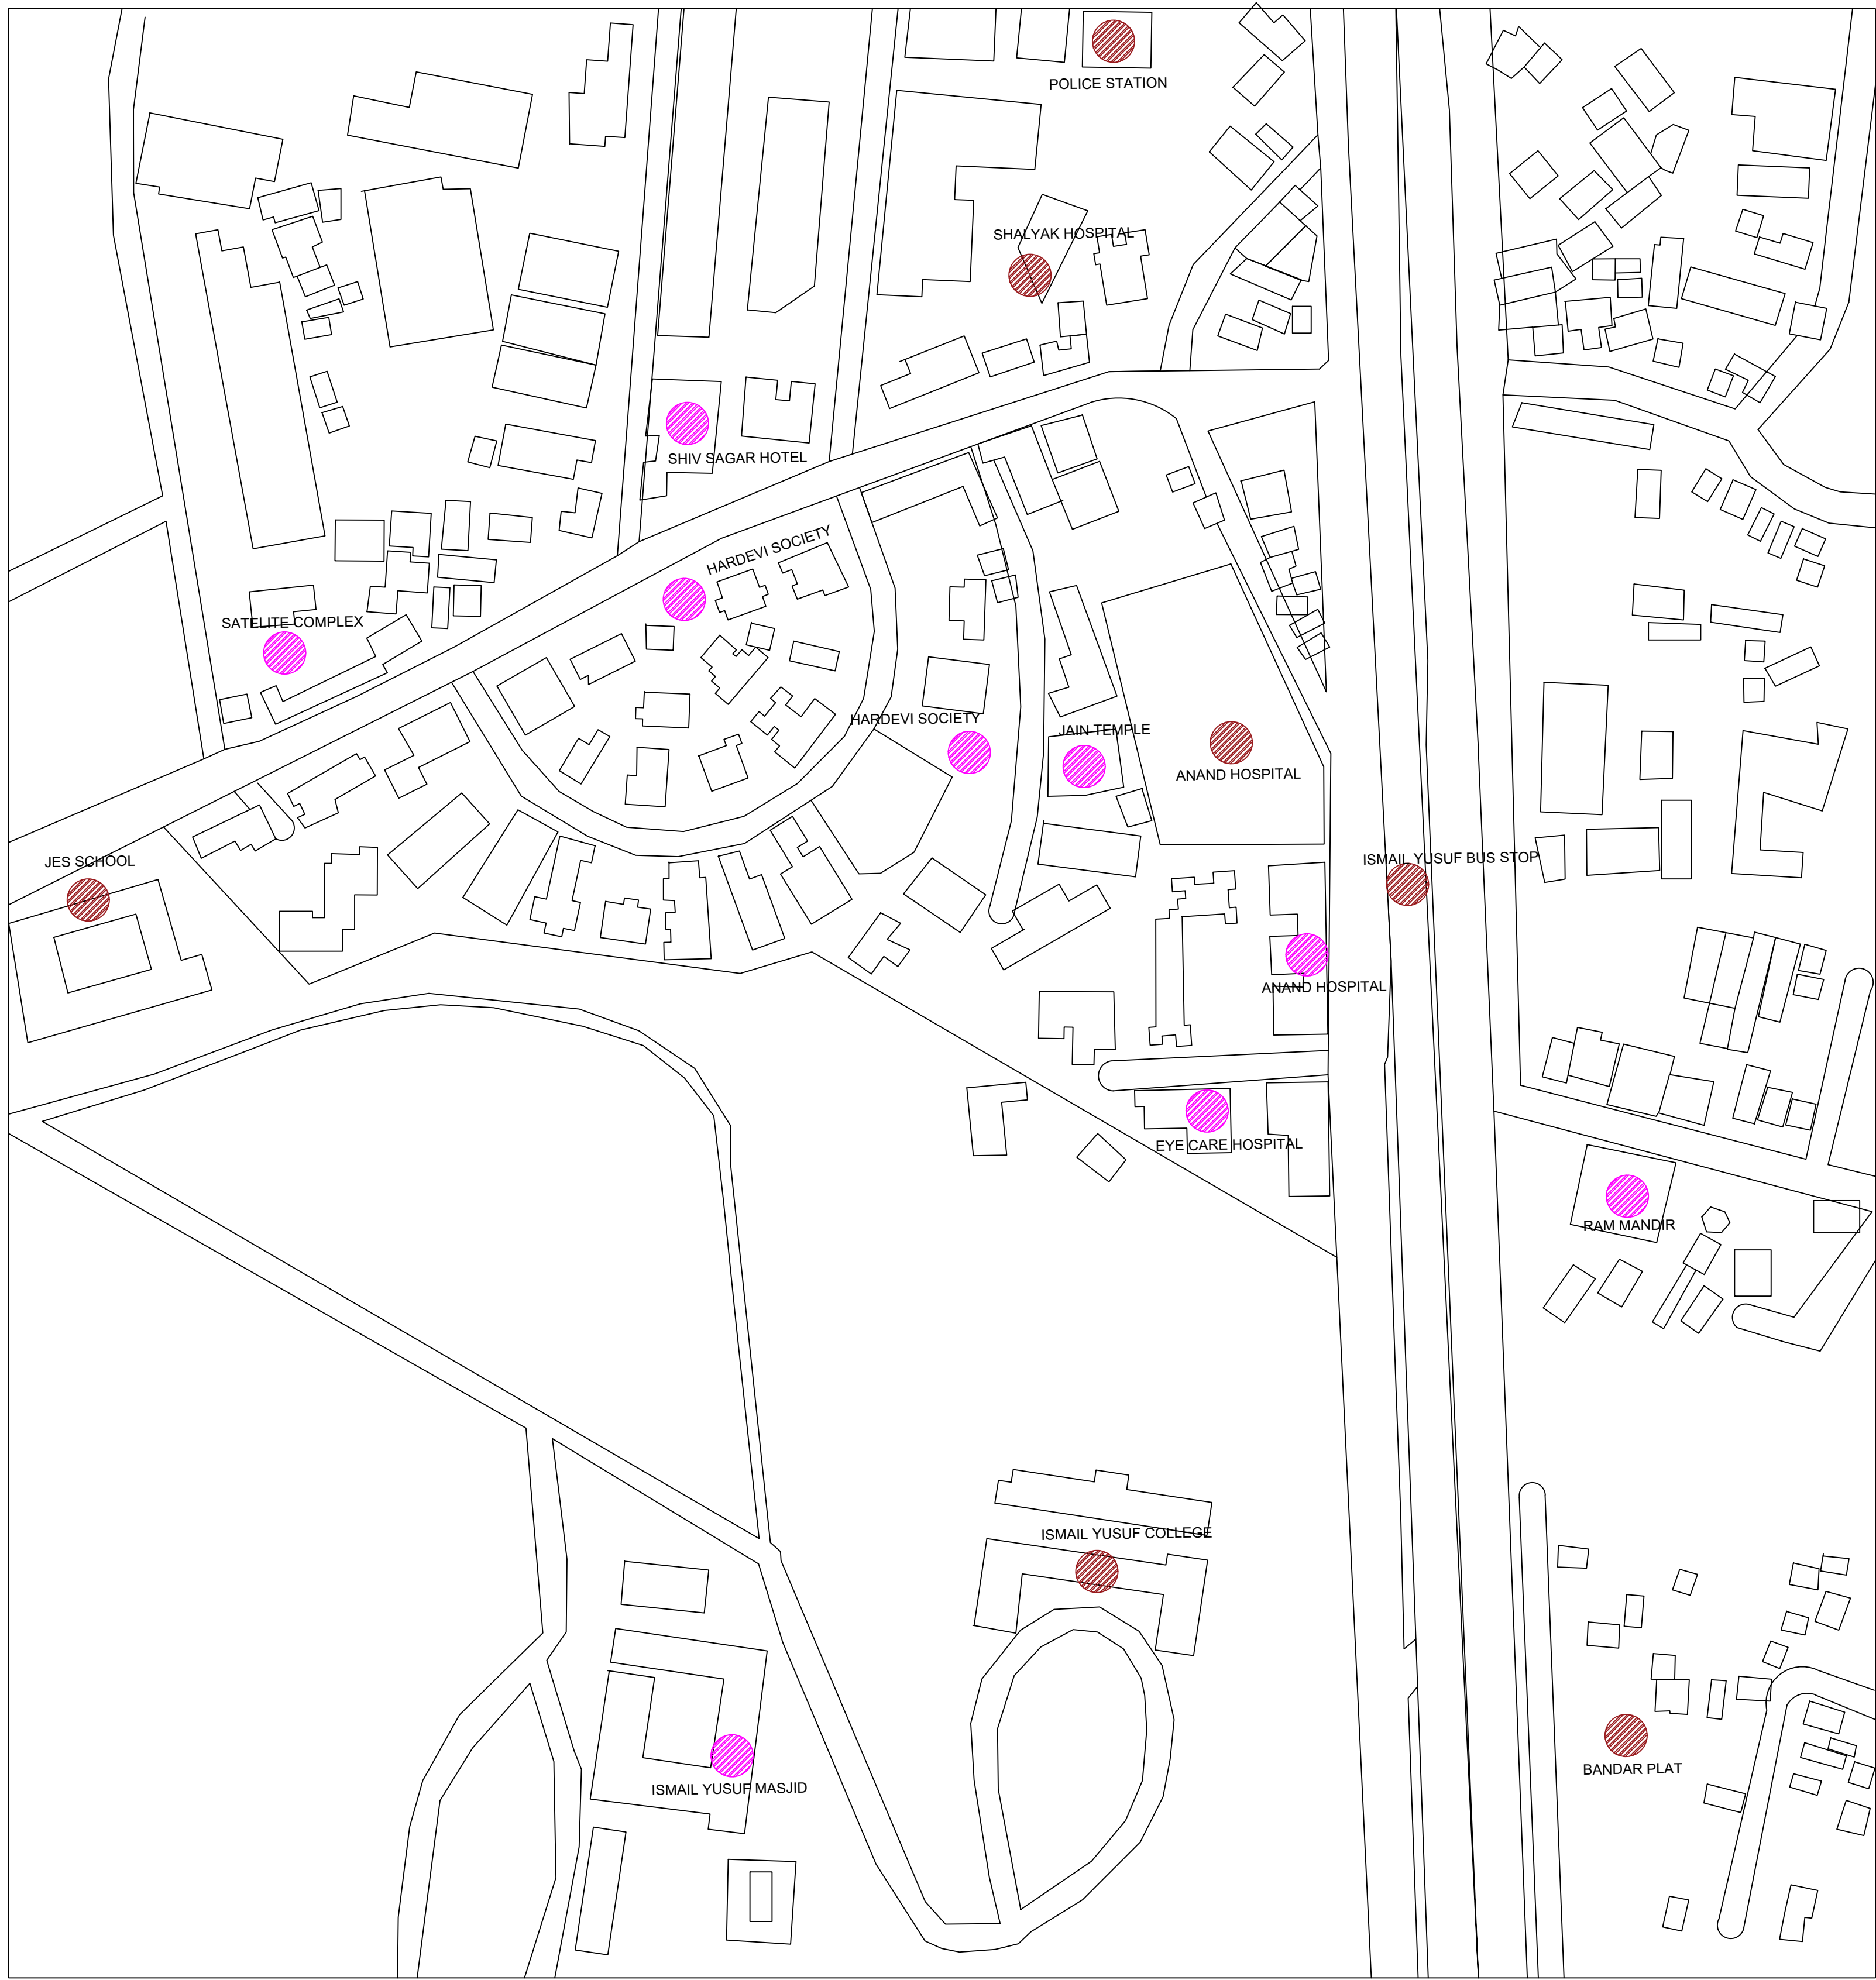 POLICE STATION
SHALYAK HOSPITAL
SHIV SAGAR HOTEL
HARDEVI SOCIETY
SATELITE COMPLEX
HARDEVI SOCIETY
JAIN TEMPLE
ANAND HOSPITAL
JES SCHOOL
ISMAIL YUSUF BUS STOP
ANAND HOSPITAL
EYE CARE HOSPITAL
RAM MANDIR
ISMAIL YUSUF COLLEGE
BANDAR PLAT
ISMAIL YUSUF MASJID